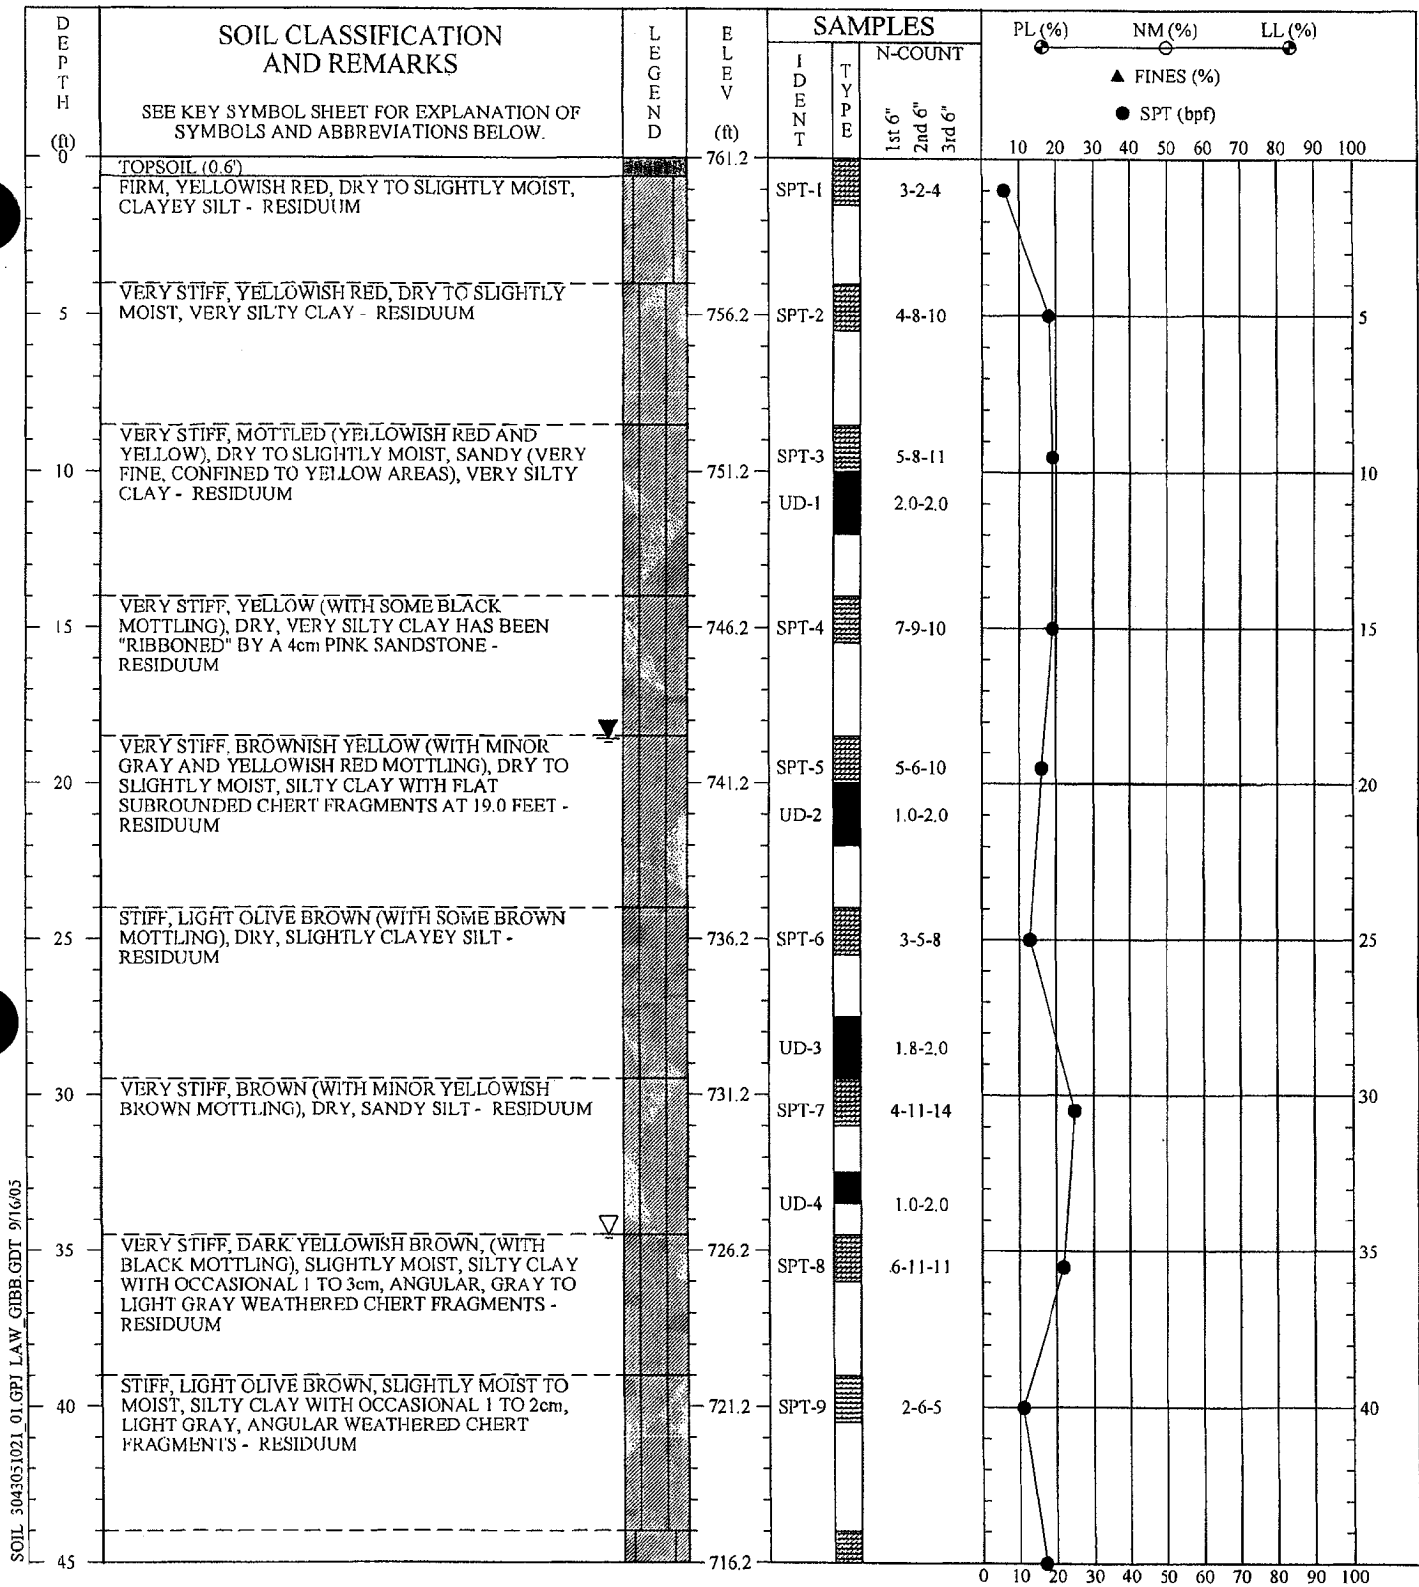 DEPTH (ft)
SOIL CLASSIFICATION
AND REMARKS
SEE KEY SYMBOL SHEET FOR EXPLANATION OF
SYMBOLS AND ABBREVIATIONS BELOW.
LEGEND
ELEV (ft)
SAMPLES
IDENT
TYPE
N-COUNT
1st 6"
2nd 6"
3rd 6"
PL (%) NM (%) LL (%)
▲ FINES (%)
● SPT (bpf)
10 20 30 40 50 60 70 80 90 100
0 761.2
TOPSOIL (0.6')
FIRM, YELLOWISH RED, DRY TO SLIGHTLY MOIST,
CLAYEY SILT - RESIDUUM
SPT-1 3-2-4
VERY STIFF, YELLOWISH RED, DRY TO SLIGHTLY
MOIST, VERY SILTY CLAY - RESIDUUM
5 756.2 SPT-2 4-8-10 5
VERY STIFF, MOTTLED (YELLOWISH RED AND
YELLOW), DRY TO SLIGHTLY MOIST, SANDY (VERY
FINE, CONFINED TO YELLOW AREAS), VERY SILTY
CLAY - RESIDUUM
SPT-3 5-8-11
10 751.2 10
UD-1 2.0-2.0
VERY STIFF, YELLOW (WITH SOME BLACK
MOTTLING), DRY, VERY SILTY CLAY HAS BEEN
"RIBBONED" BY A 4cm PINK SANDSTONE -
RESIDUUM
15 746.2 SPT-4 7-9-10 15
VERY STIFF, BROWNISH YELLOW (WITH MINOR
GRAY AND YELLOWISH RED MOTTLING), DRY TO
SLIGHTLY MOIST, SILTY CLAY WITH FLAT
SUBROUNDED CHERT FRAGMENTS AT 19.0 FEET -
RESIDUUM
SPT-5 5-6-10
20 741.2 20
UD-2 1.0-2.0
STIFF, LIGHT OLIVE BROWN (WITH SOME BROWN
MOTTLING), DRY, SLIGHTLY CLAYEY SILT -
RESIDUUM
25 736.2 SPT-6 3-5-8 25
UD-3 1.8-2.0
VERY STIFF, BROWN (WITH MINOR YELLOWISH
BROWN MOTTLING), DRY, SANDY SILT - RESIDUUM
30 731.2 30
SPT-7 4-11-14
UD-4 1.0-2.0
VERY STIFF, DARK YELLOWISH BROWN, (WITH
BLACK MOTTLING), SLIGHTLY MOIST, SILTY CLAY
WITH OCCASIONAL 1 TO 3cm, ANGULAR, GRAY TO
LIGHT GRAY WEATHERED CHERT FRAGMENTS -
RESIDUUM
35 726.2 35
SPT-8 6-11-11
STIFF, LIGHT OLIVE BROWN, SLIGHTLY MOIST TO
MOIST, SILTY CLAY WITH OCCASIONAL 1 TO 2cm,
LIGHT GRAY, ANGULAR WEATHERED CHERT
FRAGMENTS - RESIDUUM
40 721.2 SPT-9 2-6-5 40
45 716.2
0 10 20 30 40 50 60 70 80 90 100
SOIL 3043051021_01.GPJ LAW_GIBB.GDT 9/16/05